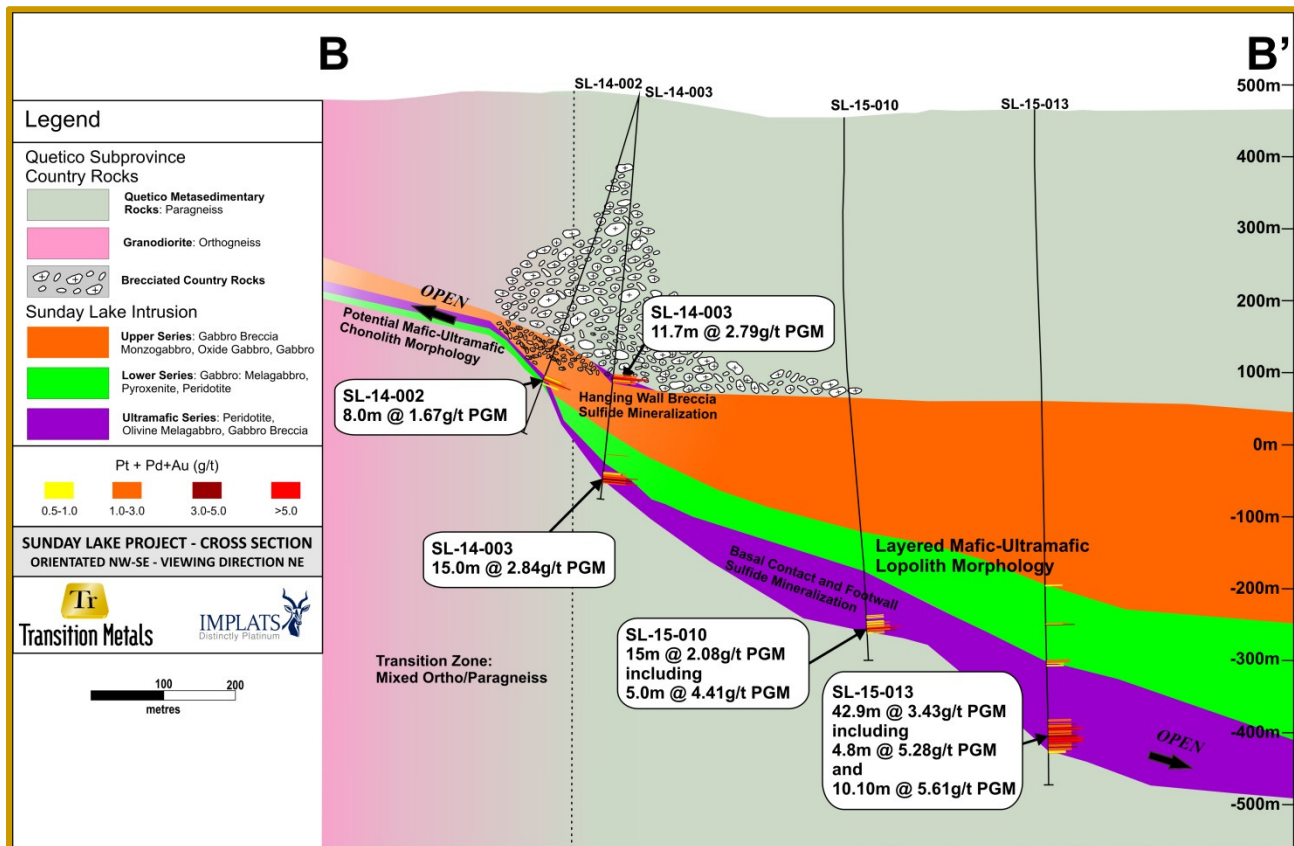 B
B’
SL-14-002
SL-14-003
SL-15-010
SL-15-013
500m
400m
300m
200m
100m
0m
-100m
-200m
-300m
-400m
-500m
Legend
Quetico Subprovince
Country Rocks
Quetico Metasedimentary
Rocks: Paragneiss
Granodiorite: Orthogneiss
Brecciated Country Rocks
Sunday Lake Intrusion
Upper Series: Gabbro Breccia
Monzogabbro, Oxide Gabbro, Gabbro
Lower Series: Gabbro: Melagabbro,
Pyroxenite, Peridotite
Ultramafic Series: Peridotite,
Olivine Melagabbro, Gabbro Breccia
Pt + Pd+Au (g/t)
0.5-1.0
1.0-3.0
3.0-5.0
>5.0
SUNDAY LAKE PROJECT - CROSS SECTION
ORIENTATED NW-SE - VIEWING DIRECTION NE
Tr
Transition Metals
IMPLATS
Distinctly Platinum
100
200
metres
OPEN
Potential Mafic-Ultramafic
Chonolith Morphology
SL-14-003
11.7m @ 2.79g/t PGM
SL-14-002
8.0m @ 1.67g/t PGM
Hanging Wall Breccia
Sulfide Mineralization
SL-14-003
15.0m @ 2.84g/t PGM
Basal Contact and Footwall
Sulfide Mineralization
Layered Mafic-Ultramafic
Lopolith Morphology
SL-15-010
15m @ 2.08g/t PGM
including
5.0m @ 4.41g/t PGM
SL-15-013
42.9m @ 3.43g/t PGM
including
4.8m @ 5.28g/t PGM
and
10.10m @ 5.61g/t PGM
OPEN
Transition Zone:
Mixed Ortho/Paragneiss